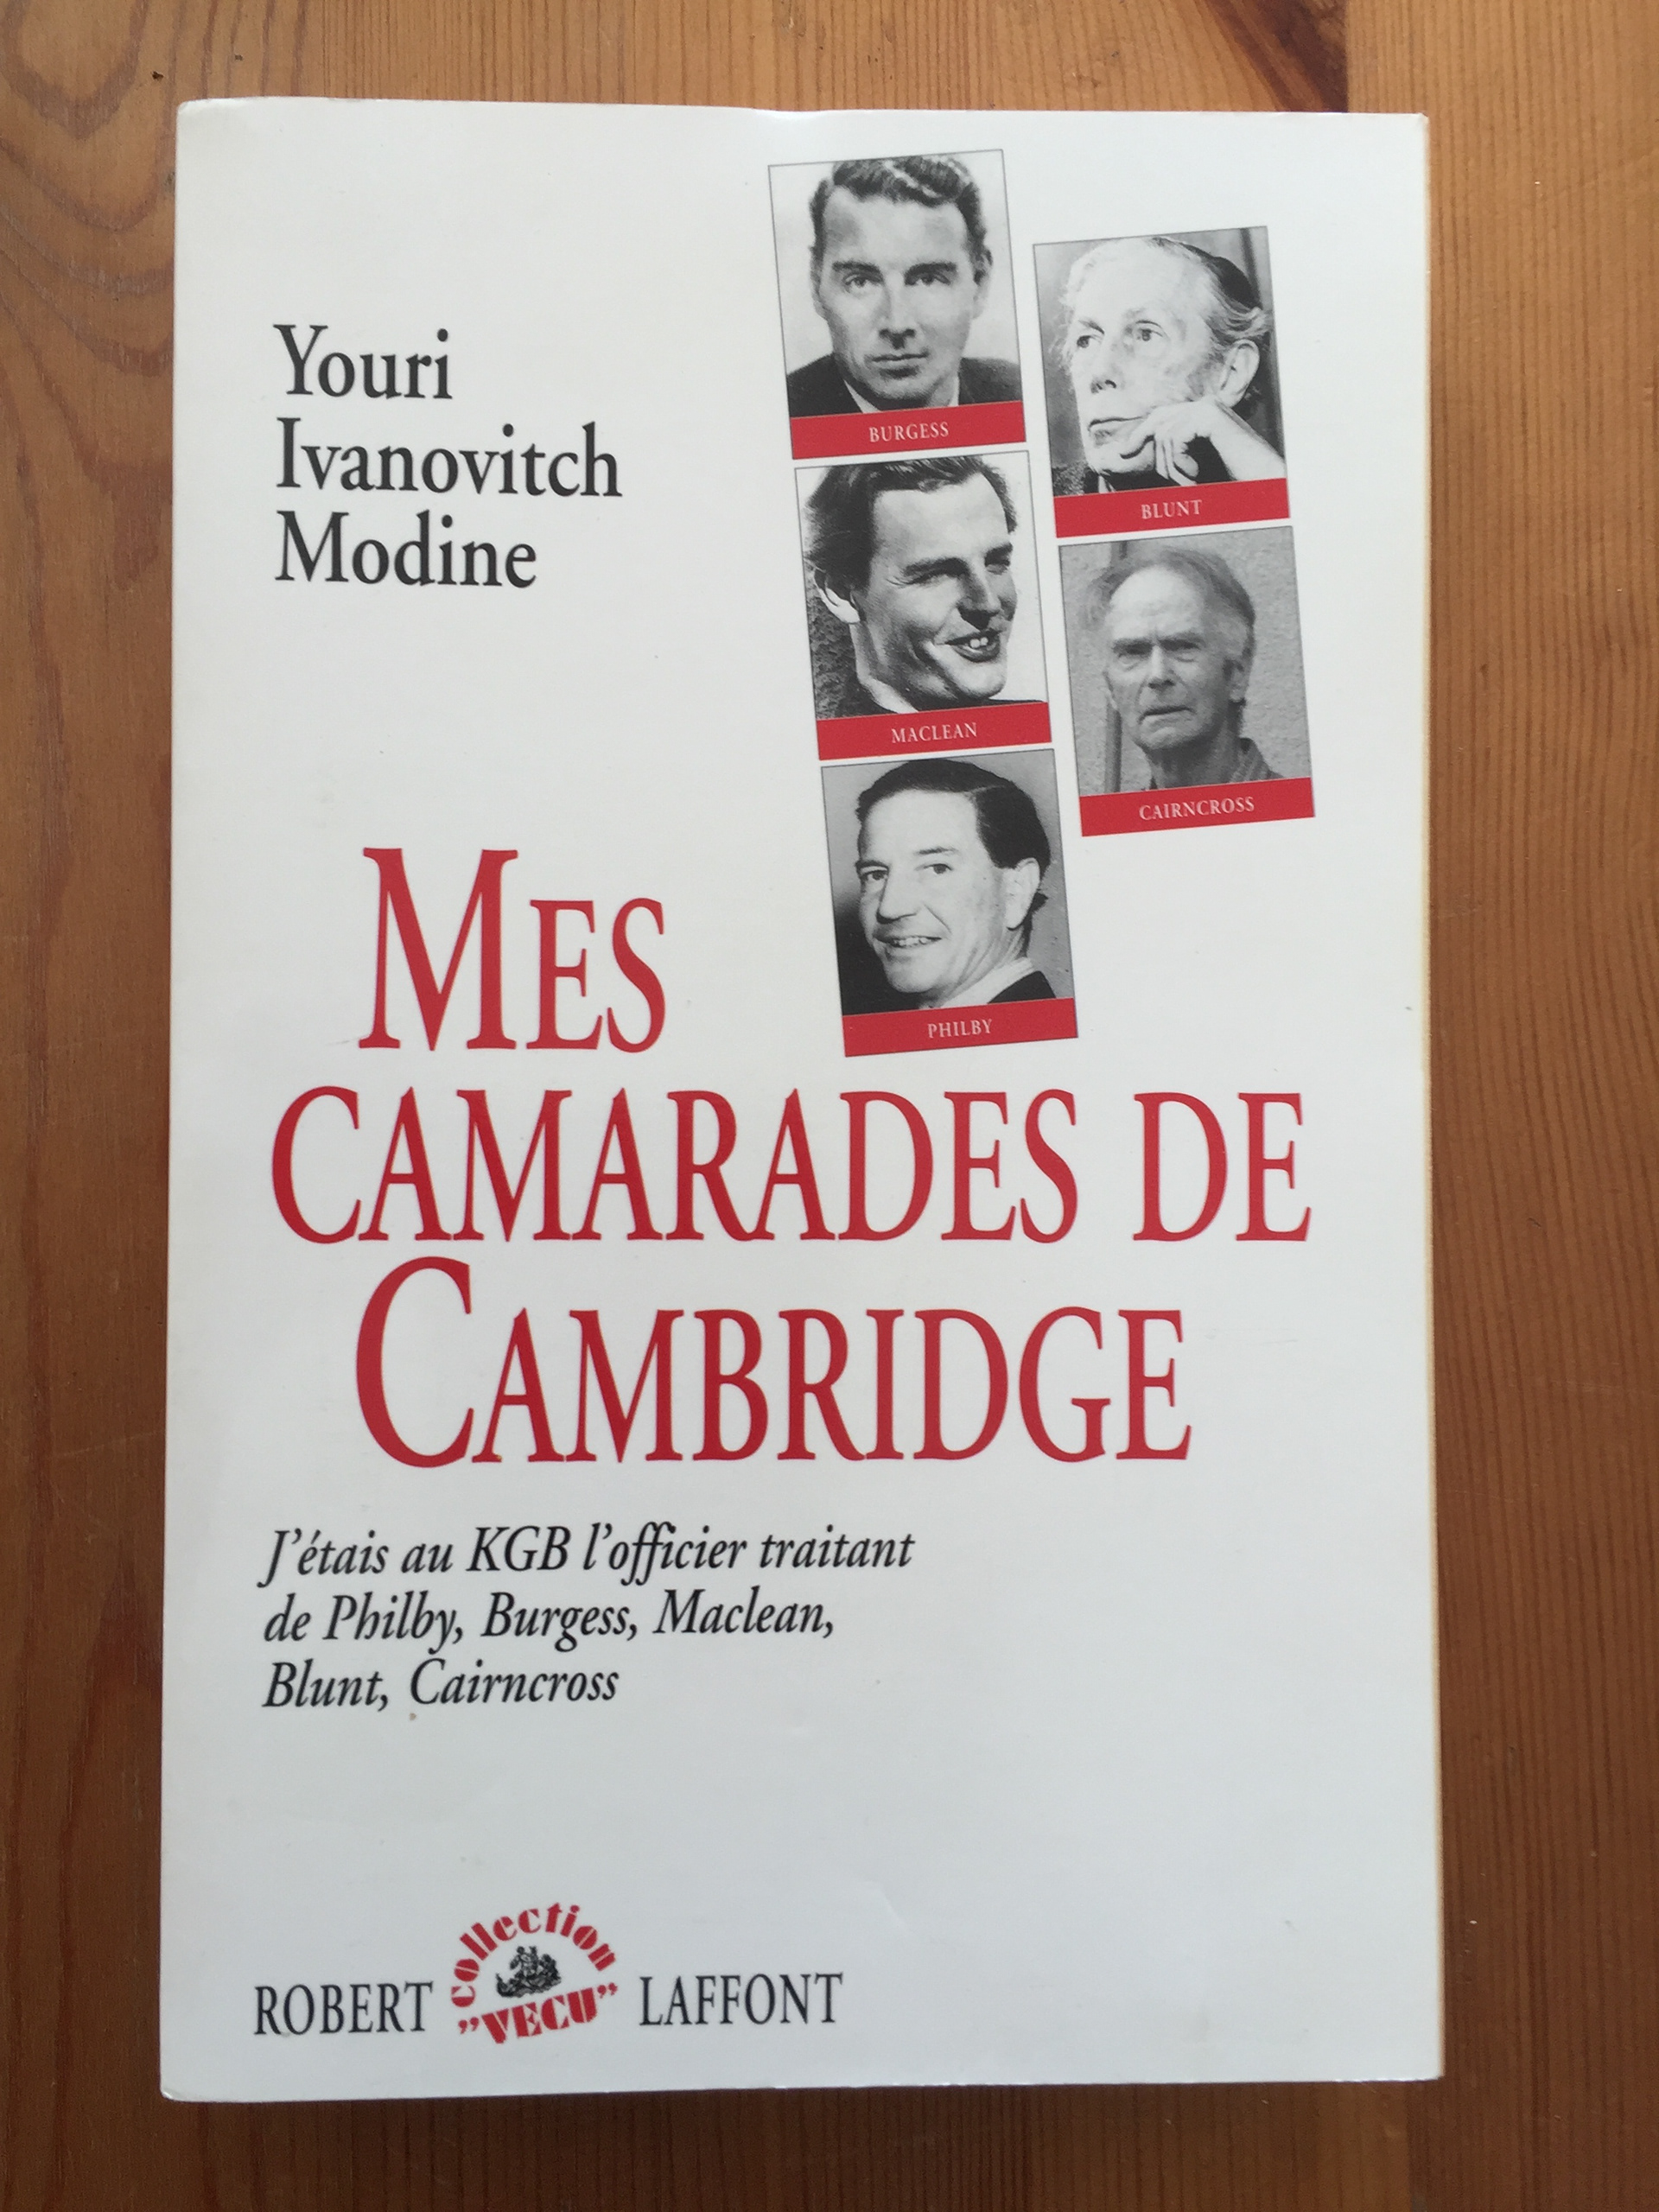 Youri
Ivanovitch
Modine
BURGESS
BLUNT
MACLEAN
CAIRNCROSS
PHILBY
MES
CAMARADES DE
CAMBRIDGE
J'étais au KGB l'officier traitant
de Philby, Burgess, Maclean,
Blunt, Cairncross
ROBERT collection "VECU" LAFFONT